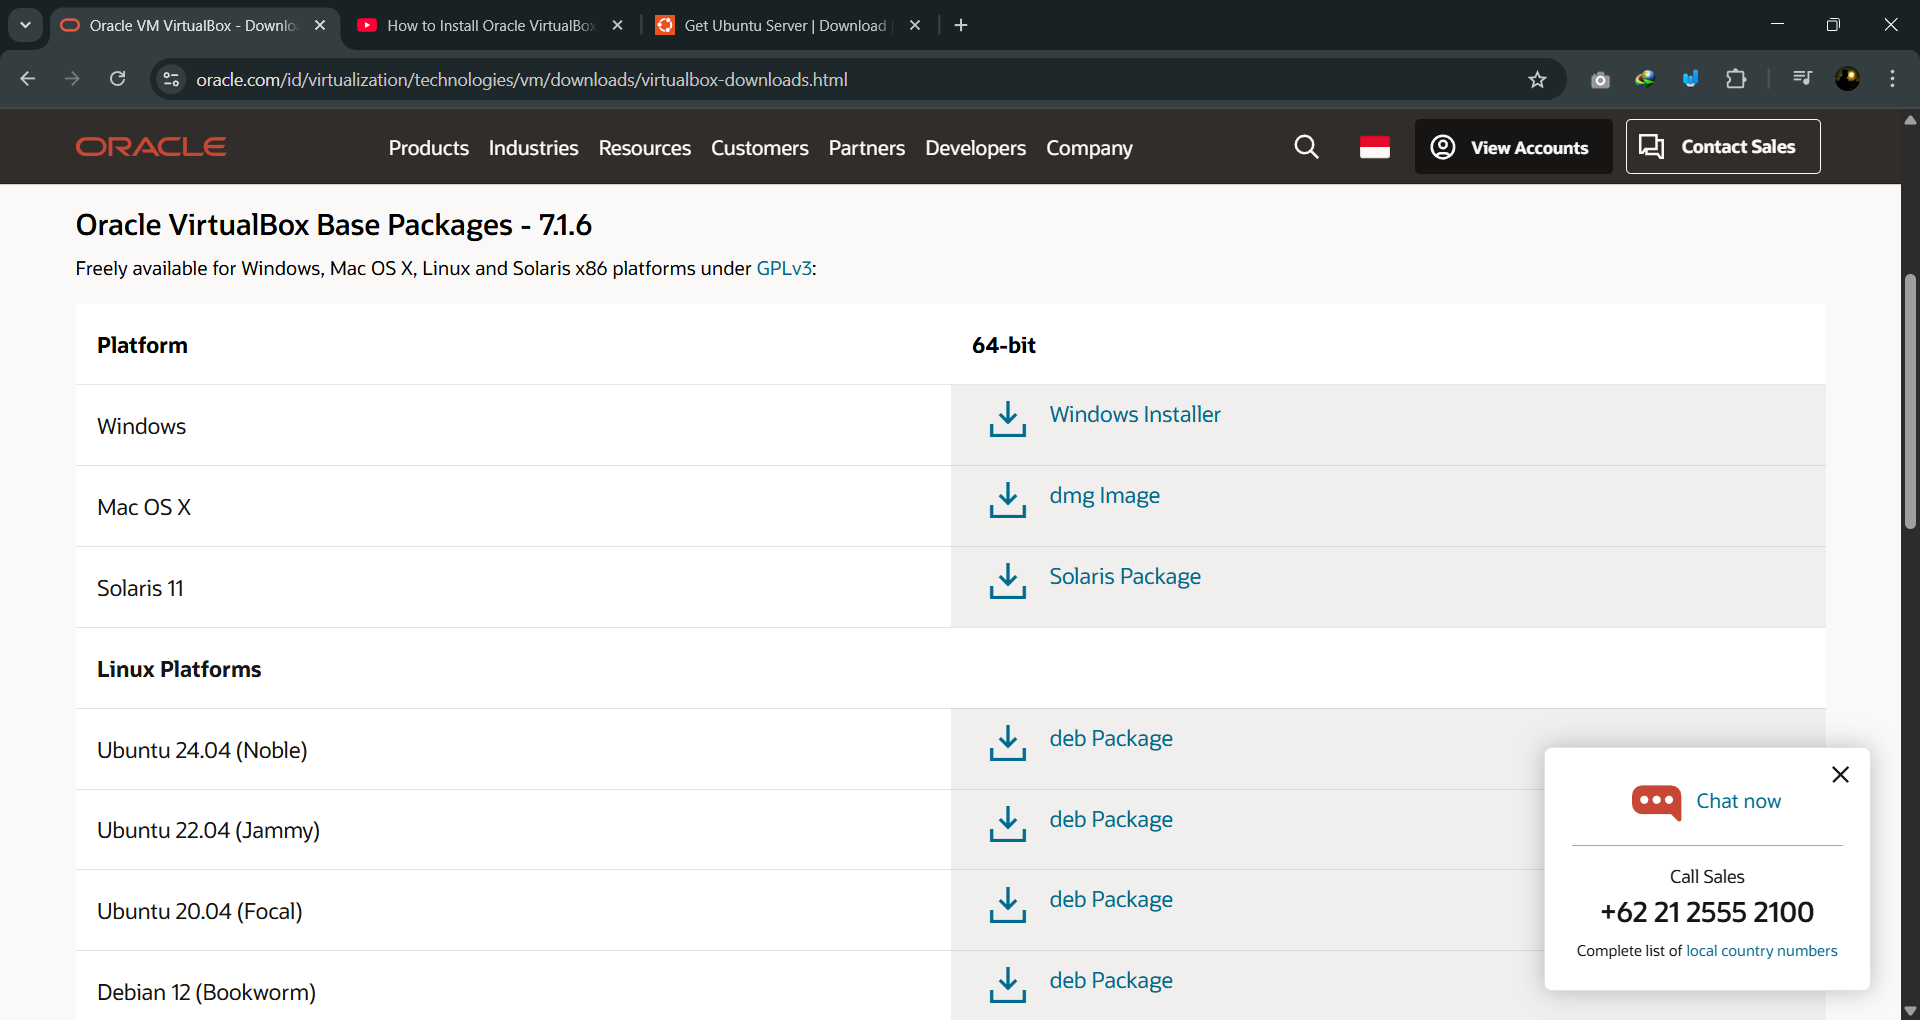 Oracle VM VirtualBox - Downlo
How to Install Oracle VirtualBox
Get Ubuntu Server | Download
oracle.com/id/virtualization/technologies/vm/downloads/virtualbox-downloads.html
ORACLE
Products Industries Resources Customers Partners Developers Company
View Accounts
Contact Sales
Oracle VirtualBox Base Packages - 7.1.6
Freely available for Windows, Mac OS X, Linux and Solaris x86 platforms under GPLv3:
Platform 64-bit
Windows Windows Installer
Mac OS X dmg Image
Solaris 11 Solaris Package
Linux Platforms
Ubuntu 24.04 (Noble) deb Package
Ubuntu 22.04 (Jammy) deb Package
Ubuntu 20.04 (Focal) deb Package
Debian 12 (Bookworm) deb Package
Chat now
Call Sales
+62 21 2555 2100
Complete list of local country numbers